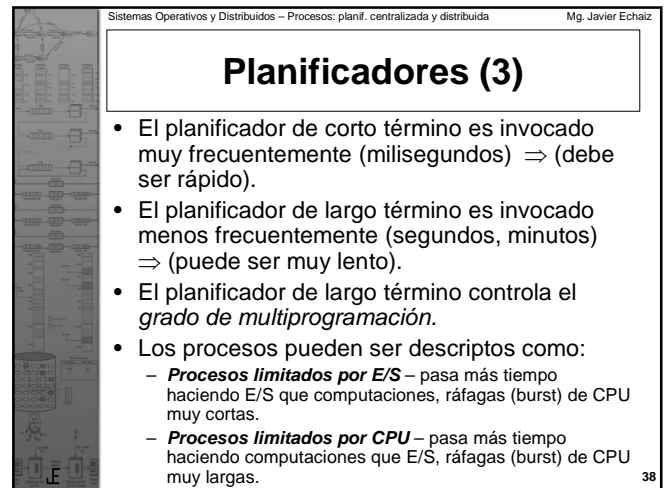 Sistemas Operativos y Distribuidos – Procesos: planif. centralizada y distribuida Mg. Javier Echaiz
Planificadores (3)
• El planificador de corto término es invocado
muy frecuentemente (milisegundos) ⇒ (debe
ser rápido).
• El planificador de largo término es invocado
menos frecuentemente (segundos, minutos)
⇒ (puede ser muy lento).
• El planificador de largo término controla el
grado de multiprogramación.
• Los procesos pueden ser descriptos como:
– Procesos limitados por E/S – pasa más tiempo
haciendo E/S que computaciones, ráfagas (burst) de CPU
muy cortas.
– Procesos limitados por CPU – pasa más tiempo
haciendo computaciones que E/S, ráfagas (burst) de CPU
muy largas.
38